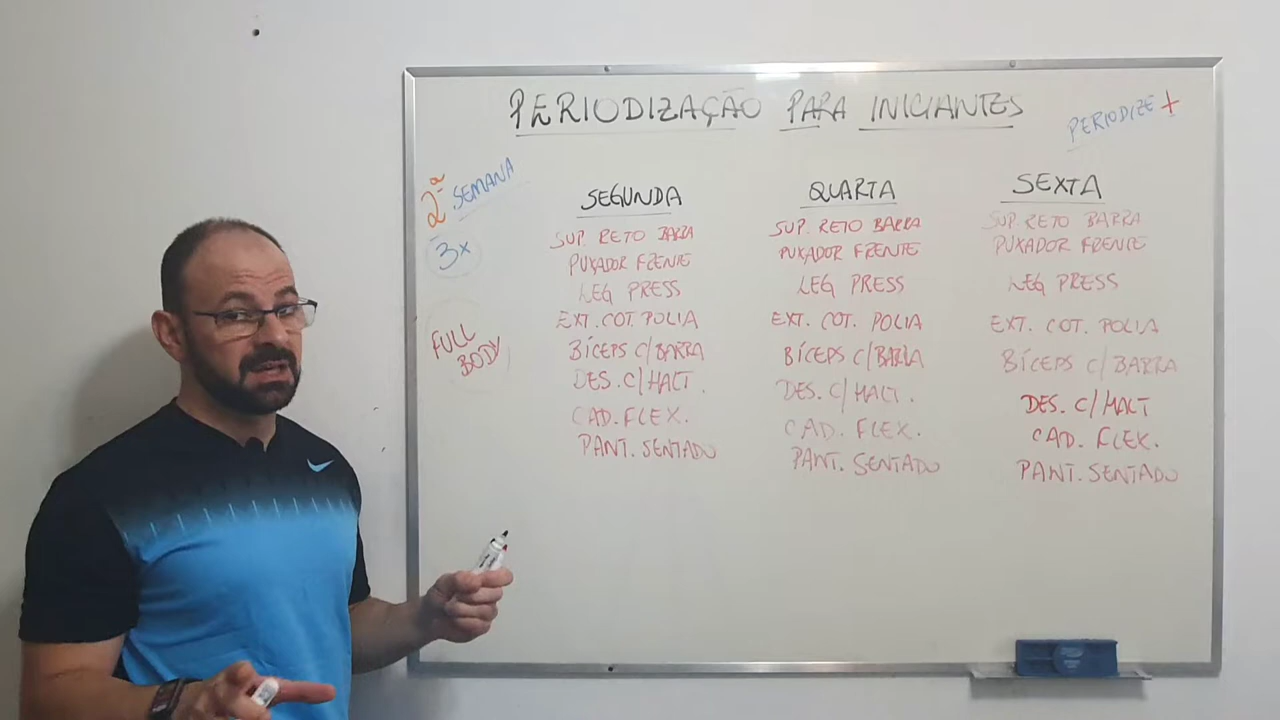 PERIODIZAÇÃO PARA INICIANTES
PERIODIZE +
2ª SEMANA
3x
FULL BODY
SEGUNDA
SUP. RETO BARRA
PUXADOR FRENTE
LEG PRESS
EXT. COT. POLIA
BÍCEPS C/BARRA
DES. C/HALT.
CAD. FLEX.
PANT. SENTADO
QUARTA
SUP. RETO BARRA
PUXADOR FRENTE
LEG PRESS
EXT. COT. POLIA
BÍCEPS C/BARRA
DES. C/HALT.
CAD. FLEX.
PANT. SENTADO
SEXTA
SUP. RETO BARRA
PUXADOR FRENTE
LEG PRESS
EXT. COT. POLIA
BÍCEPS C/BARRA
DES. C/HALT
CAD. FLEX.
PANT. SENTADO